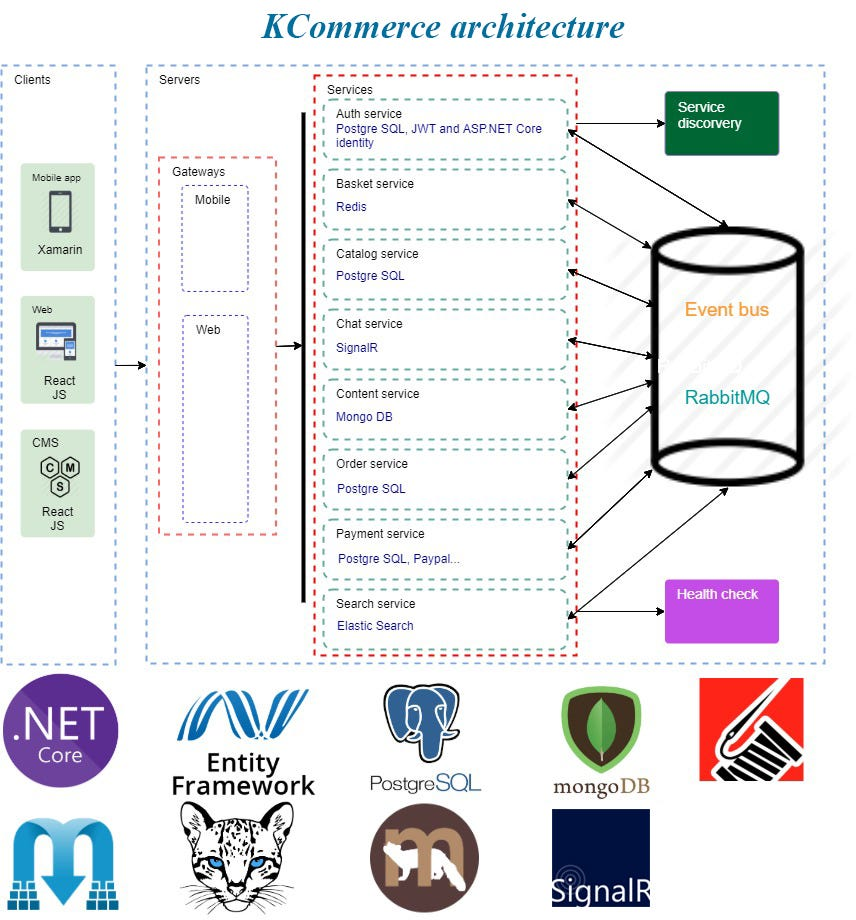 KCommerce architecture
Clients
Mobile app
Xamarin
Web
React
JS
CMS
C M
S
React
JS
Servers
Gateways
Mobile
Web
Services
Auth service
Postgre SQL, JWT and ASP.NET Core
identity
Basket service
Redis
Catalog service
Postgre SQL
Chat service
SignalR
Content service
Mongo DB
Order service
Postgre SQL
Payment service
Postgre SQL, Paypal...
Search service
Elastic Search
Service
discorvery
Event bus
RabbitMQ
Health check
.NET
Core
Entity
Framework
PostgreSQL
mongoDB
m
SignalR